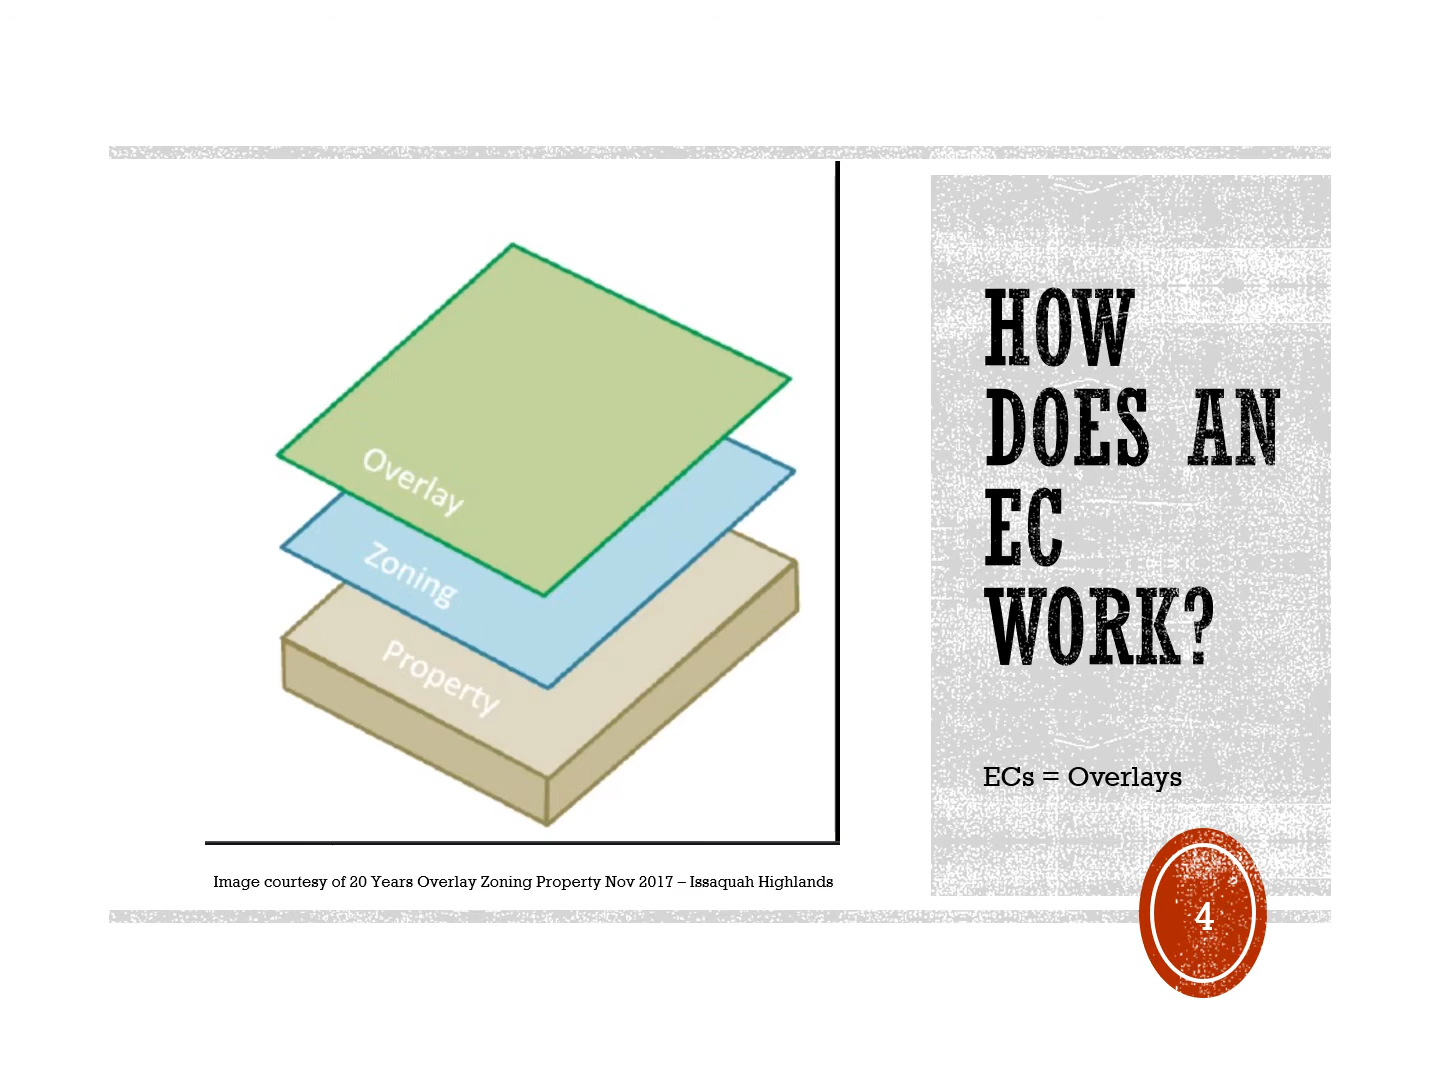 Overlay
Zoning
Property
Image courtesy of 20 Years Overlay Zoning Property Nov 2017 – Issaquah Highlands
HOW
DOES AN
EC
WORK?
ECs = Overlays
4